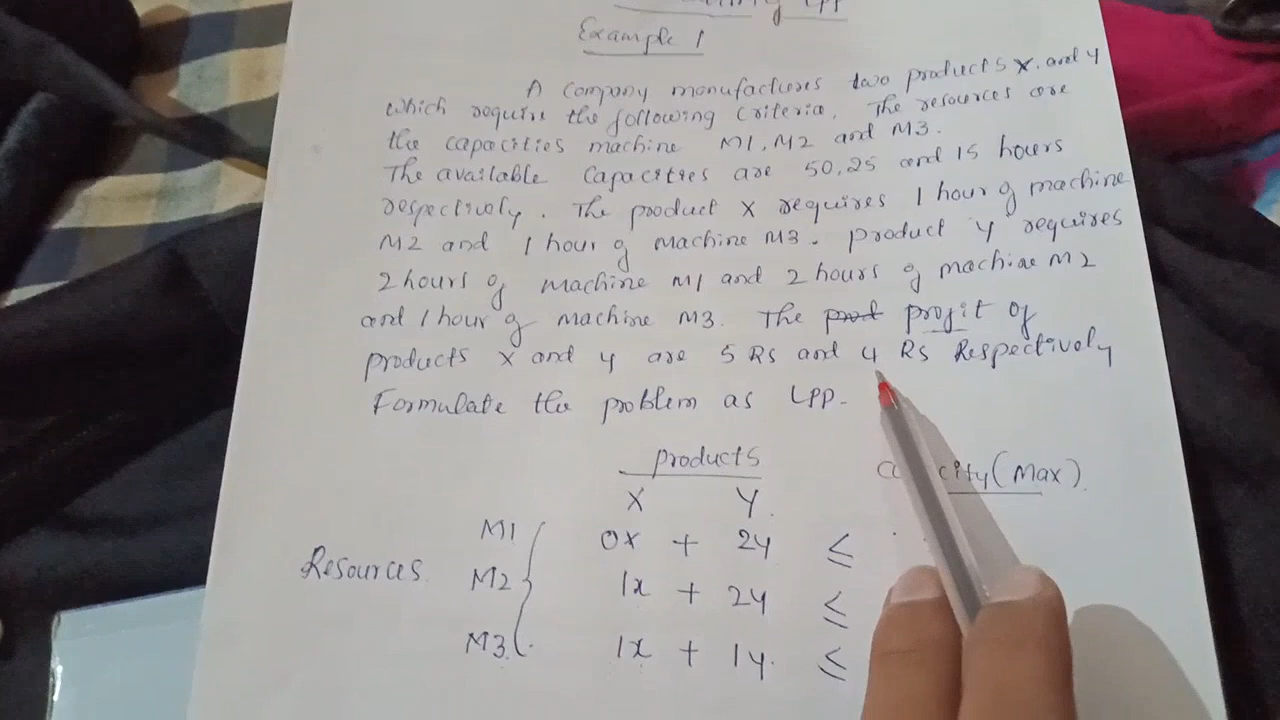 LPP
Example 1
A company manufactures two products X and Y
which require the following criteria. The resources are
the capacities machine M1, M2 and M3.
The available capacities are 50, 25 and 15 hours
respectively. The product X requires 1 hour of machine
M2 and 1 hour of machine M3. product Y requires
2 hours of machine M1 and 2 hours of machine M2
and 1 hour of machine M3. The profit of
products X and Y are 5 RS and 4 RS Respectively
Formulate the problem as LPP.
products
X Y. (Max).
M1 0x + 2y ≤
Resources. M2 1x + 2y ≤
M3 1x + 1y. ≤